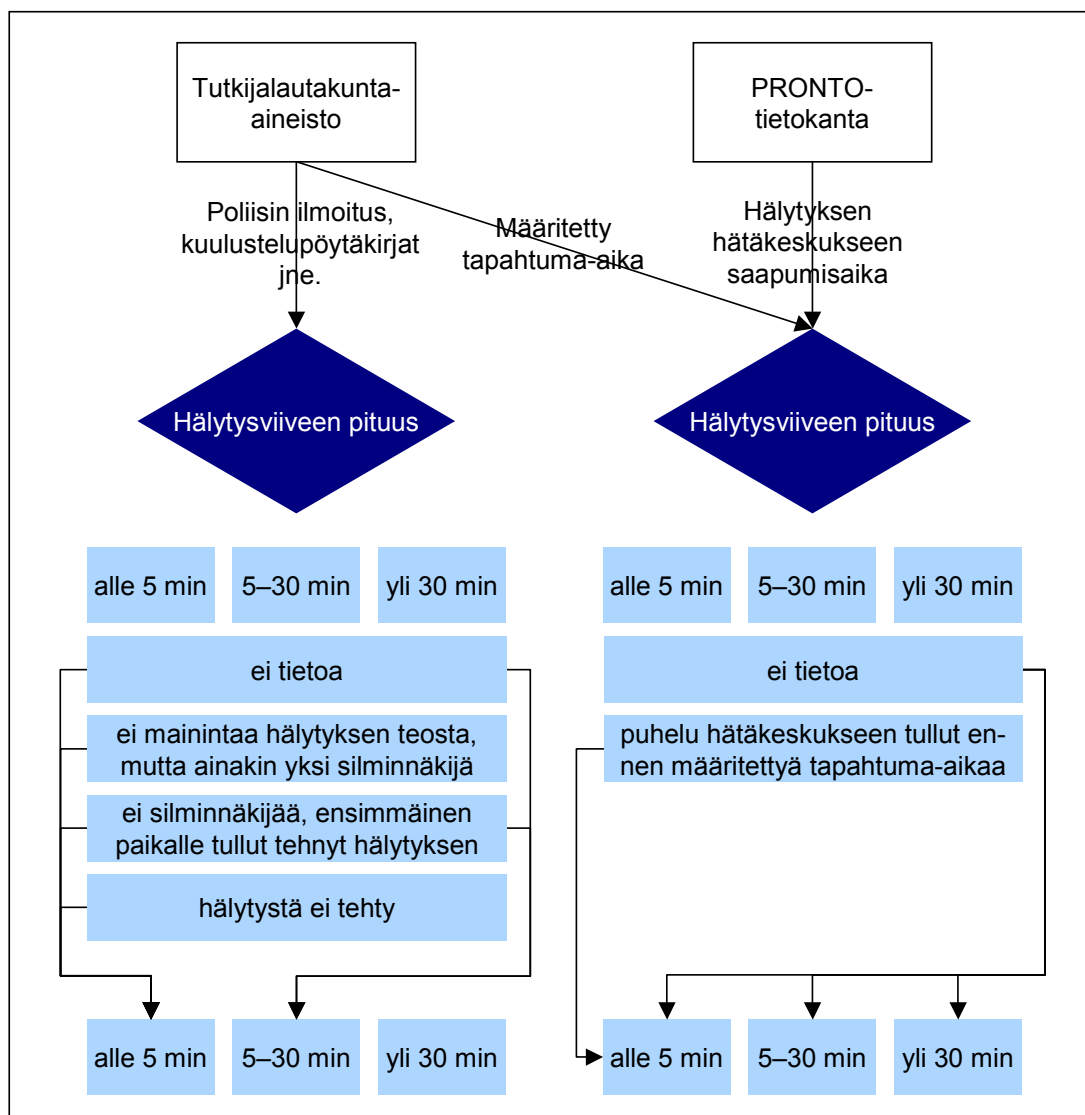 Tutkijalautakunta-
aineisto
PRONTO-
tietokanta
Poliisin ilmoitus,
kuulustelupöytäkirjat
jne.
Määritetty
tapahtuma-aika
Hälytyksen
hätäkeskukseen
saapumisaika
Hälytysviiveen pituus
Hälytysviiveen pituus
alle 5 min
5–30 min
yli 30 min
ei tietoa
ei mainintaa hälytyksen teosta,
mutta ainakin yksi silminnäkijä
ei silminnäkijää, ensimmäinen
paikalle tullut tehnyt hälytyksen
hälytystä ei tehty
alle 5 min
5–30 min
yli 30 min
alle 5 min
5–30 min
yli 30 min
ei tietoa
puhelu hätäkeskukseen tullut en-
nen määritettyä tapahtuma-aikaa
alle 5 min
5–30 min
yli 30 min